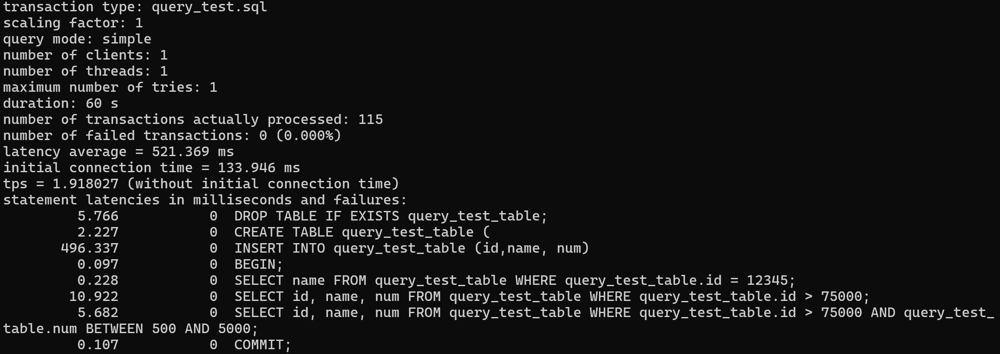 transaction type: query_test.sql
scaling factor: 1
query mode: simple
number of clients: 1
number of threads: 1
maximum number of tries: 1
duration: 60 s
number of transactions actually processed: 115
number of failed transactions: 0 (0.000%)
latency average = 521.369 ms
initial connection time = 133.946 ms
tps = 1.918027 (without initial connection time)
statement latencies in milliseconds and failures:
         5.766           0  DROP TABLE IF EXISTS query_test_table;
         2.227           0  CREATE TABLE query_test_table (
       496.337           0  INSERT INTO query_test_table (id,name, num)
         0.097           0  BEGIN;
         0.228           0  SELECT name FROM query_test_table WHERE query_test_table.id = 12345;
        10.922           0  SELECT id, name, num FROM query_test_table WHERE query_test_table.id > 75000;
         5.682           0  SELECT id, name, num FROM query_test_table WHERE query_test_table.id > 75000 AND query_test_
table.num BETWEEN 500 AND 5000;
         0.107           0  COMMIT;